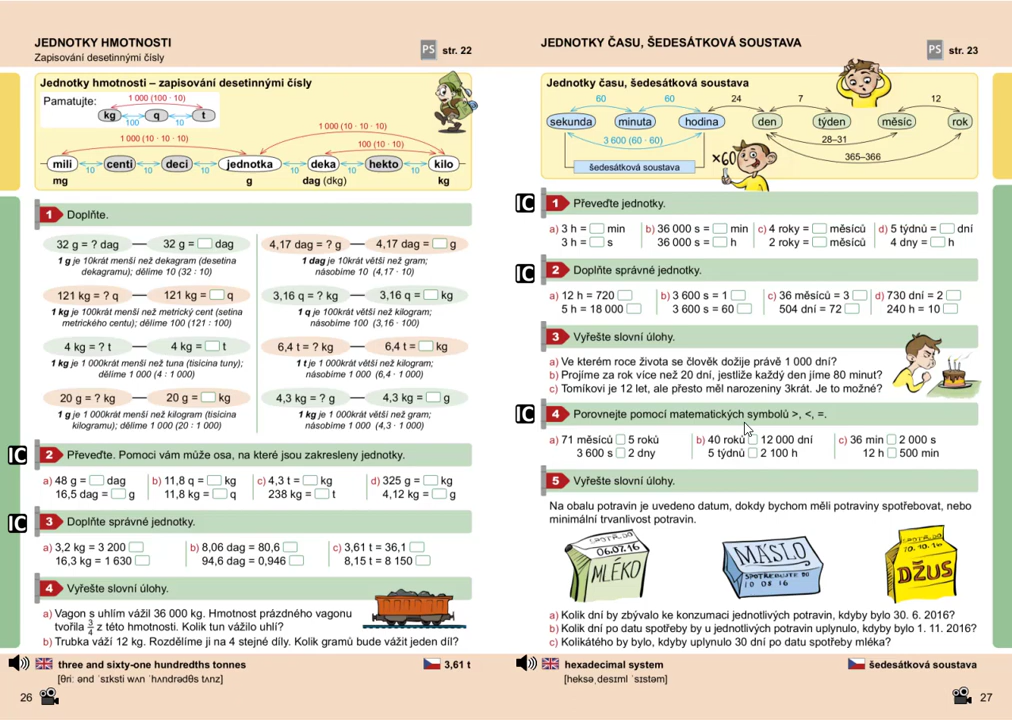 JEDNOTKY HMOTNOSTI
Zapisování desetinnými čísly
PS str. 22
Jednotky hmotnosti – zapisování desetinnými čísly
Pamatujte:
1 000 (100 · 10)
kg q t
100 10
1 000 (10 · 10 · 10)
1 000 (10 · 10 · 10)
100 (10 · 10)
mili centi deci jednotka deka hekto kilo
10 10 10 10 10 10
mg g dag (dkg) kg
1 Doplňte.
32 g = ? dag — 32 g = □ dag
1 g je 10krát menší než dekagram (desetina
dekagramu); dělíme 10 (32 : 10)
121 kg = ? q — 121 kg = □ q
1 kg je 100krát menší než metrický cent (setina
metrického centu); dělíme 100 (121 : 100)
4 kg = ? t — 4 kg = □ t
1 kg je 1 000krát menší než tuna (tisícina tuny);
dělíme 1 000 (4 : 1 000)
20 g = ? kg — 20 g = □ kg
1 g je 1 000krát menší než kilogram (tisícina
kilogramu); dělíme 1 000 (20 : 1 000)
4,17 dag = ? g — 4,17 dag = □ g
1 dag je 10krát větší než gram;
násobíme 10 (4,17 · 10)
3,16 q = ? kg — 3,16 q = □ kg
1 q je 100krát větší než kilogram;
násobíme 100 (3,16 · 100)
6,4 t = ? kg — 6,4 t = □ kg
1 t je 1 000krát větší než kilogram;
násobíme 1 000 (6,4 · 1 000)
4,3 kg = ? g — 4,3 kg = □ g
1 kg je 1 000krát větší než gram;
násobíme 1 000 (4,3 · 1 000)
IC 2 Převeďte. Pomoci vám může osa, na které jsou zakresleny jednotky.
a) 48 g = □ dag b) 11,8 q = □ kg c) 4,3 t = □ kg d) 325 g = □ kg
16,5 dag = □ g 11,8 kg = □ q 238 kg = □ t 4,12 kg = □ g
IC 3 Doplňte správné jednotky.
a) 3,2 kg = 3 200 □ b) 8,06 dag = 80,6 □ c) 3,61 t = 36,1 □
16,3 kg = 1 630 □ 94,6 dag = 0,946 □ 8,15 t = 8 150 □
4 Vyřešte slovní úlohy.
a) Vagon s uhlím vážil 36 000 kg. Hmotnost prázdného vagonu
tvořila 3/4 z této hmotnosti. Kolik tun vážilo uhlí?
b) Trubka váží 12 kg. Rozdělíme ji na 4 stejné díly. Kolik gramů bude vážit jeden díl?
three and sixty-one hundredths tonnes 3,61 t
[θriː ənd ˈsɪksti wʌn ˈhʌndrədθs tʌnz]
26
JEDNOTKY ČASU, ŠEDESÁTKOVÁ SOUSTAVA
PS str. 23
Jednotky času, šedesátková soustava
60 60 24 7 12
sekunda minuta hodina den týden měsíc rok
3 600 (60 · 60) 28–31
365–366
šedesátková soustava
×60
IC 1 Převeďte jednotky.
a) 3 h = □ min b) 36 000 s = □ min c) 4 roky = □ měsíců d) 5 týdnů = □ dní
3 h = □ s 36 000 s = □ h 2 roky = □ měsíců 4 dny = □ h
IC 2 Doplňte správné jednotky.
a) 12 h = 720 □ b) 3 600 s = 1 □ c) 36 měsíců = 3 □ d) 730 dní = 2 □
5 h = 18 000 □ 3 600 s = 60 □ 504 dní = 72 □ 240 h = 10 □
3 Vyřešte slovní úlohy.
a) Ve kterém roce života se člověk dožije právě 1 000 dní?
b) Projíme za rok více než 20 dní, jestliže každý den jíme 80 minut?
c) Tomíkovi je 12 let, ale přesto měl narozeniny 3krát. Je to možné?
IC 4 Porovnejte pomocí matematických symbolů >, <, =.
a) 71 měsíců □ 5 roků b) 40 roků □ 12 000 dní c) 36 min □ 2 000 s
3 600 s □ 2 dny 5 týdnů □ 2 100 h 12 h □ 500 min
5 Vyřešte slovní úlohy.
Na obalu potravin je uvedeno datum, dokdy bychom měli potraviny spotřebovat, nebo
minimální trvanlivost potravin.
06.07.16
MLÉKO
MÁSLO
SPOTŘEBUJTE DO
10 08 16
10.10.16
DŽUS
a) Kolik dní by zbývalo ke konzumaci jednotlivých potravin, kdyby bylo 30. 6. 2016?
b) Kolik dní po datu spotřeby by u jednotlivých potravin uplynulo, kdyby bylo 1. 11. 2016?
c) Kolikátého by bylo, kdyby uplynulo 30 dní po datu spotřeby mléka?
hexadecimal system šedesátková soustava
[heksəˌdesɪml ˈsɪstəm]
27